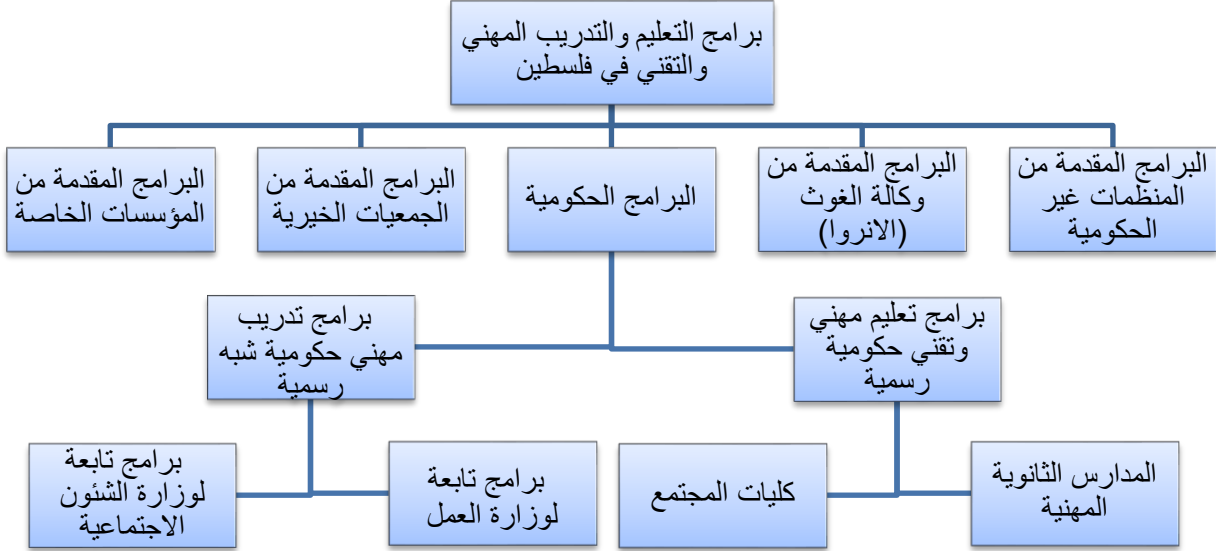 برامج التعليم والتدريب المهني
والتقني في فلسطين
البرامج المقدمة من
المنظمات غير
الحكومية
البرامج المقدمة من
وكالة الغوث
(الانروا)
البرامج الحكومية
البرامج المقدمة من
الجمعيات الخيرية
البرامج المقدمة من
المؤسسات الخاصة
برامج تعليم مهني
وتقني حكومية
رسمية
برامج تدريب
مهني حكومية شبه
رسمية
المدارس الثانوية
المهنية
كليات المجتمع
برامج تابعة
لوزارة العمل
برامج تابعة
لوزارة الشئون
الاجتماعية